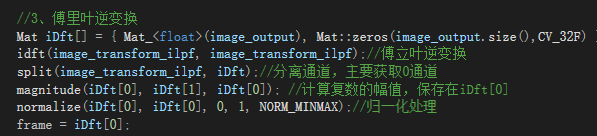 //3、傅里叶逆变换
Mat iDft[] = { Mat_<float>(image_output), Mat::zeros(image_output.size(),CV_32F) }
idft(image_transform_ilpf, image_transform_ilpf);//傅立叶逆变换
split(image_transform_ilpf, iDft);//分离通道，主要获取0通道
magnitude(iDft[0], iDft[1], iDft[0]); //计算复数的幅值，保存在iDft[0]
normalize(iDft[0], iDft[0], 0, 1, NORM_MINMAX);//归一化处理
frame = iDft[0];